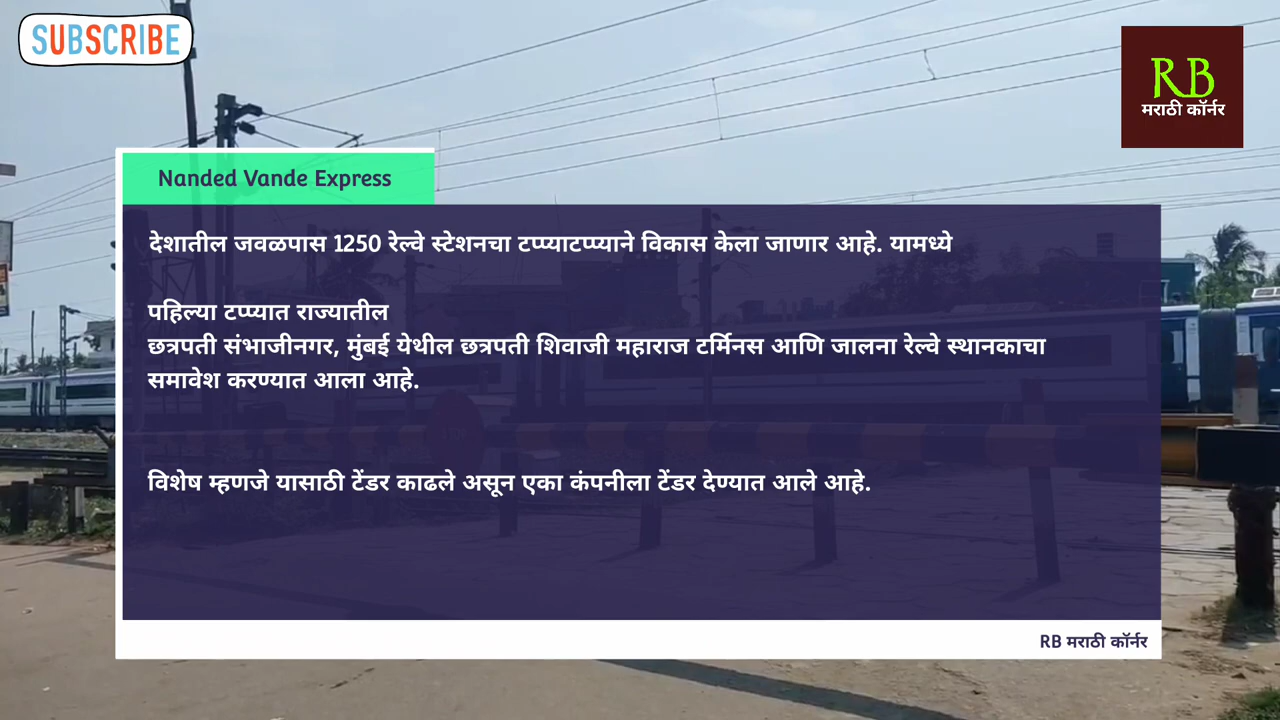 SUBSCRIBE
RB
मराठी कॉर्नर
Nanded Vande Express
देशातील जवळपास 1250 रेल्वे स्टेशनचा टप्प्याटप्प्याने विकास केला जाणार आहे. यामध्ये
पहिल्या टप्प्यात राज्यातील
छत्रपती संभाजीनगर, मुंबई येथील छत्रपती शिवाजी महाराज टर्मिनस आणि जालना रेल्वे स्थानकाचा
समावेश करण्यात आला आहे.
विशेष म्हणजे यासाठी टेंडर काढले असून एका कंपनीला टेंडर देण्यात आले आहे.
RB मराठी कॉर्नर